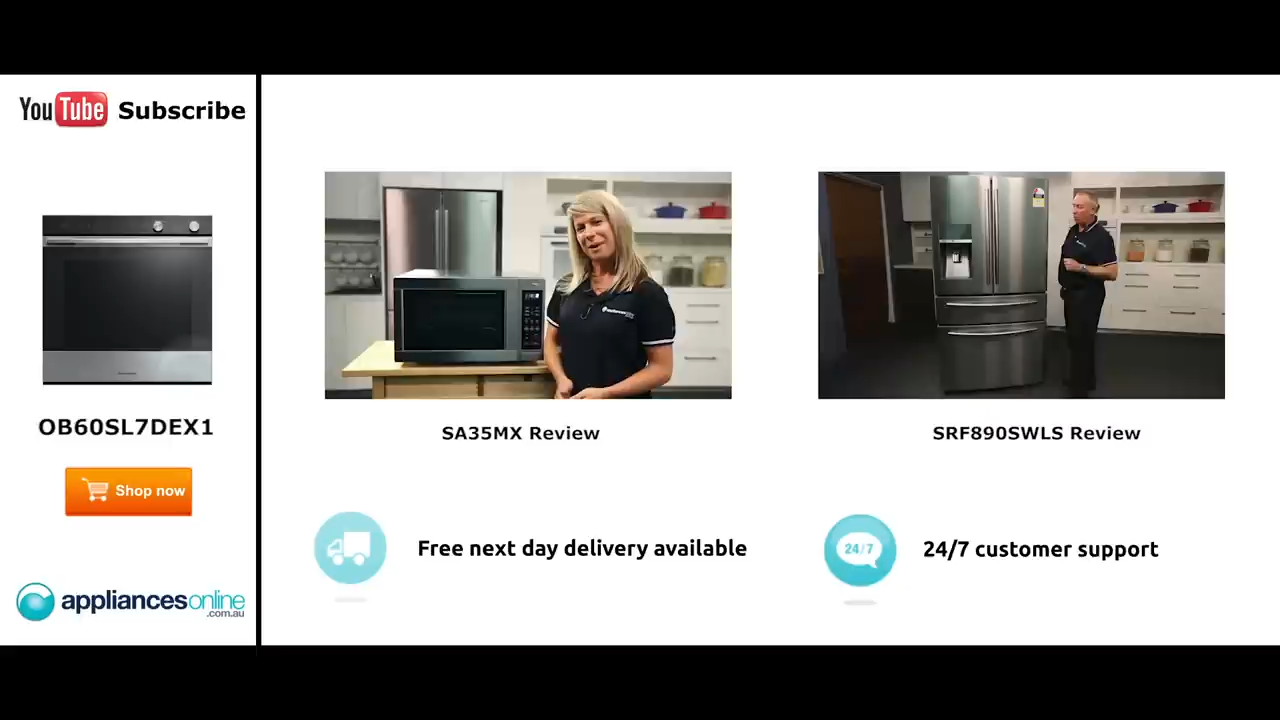 YouTube Subscribe
OB60SL7DEX1
Shop now
appliancesonline
.com.au
SA35MX Review
SRF890SWLS Review
Free next day delivery available
24/7
24/7 customer support